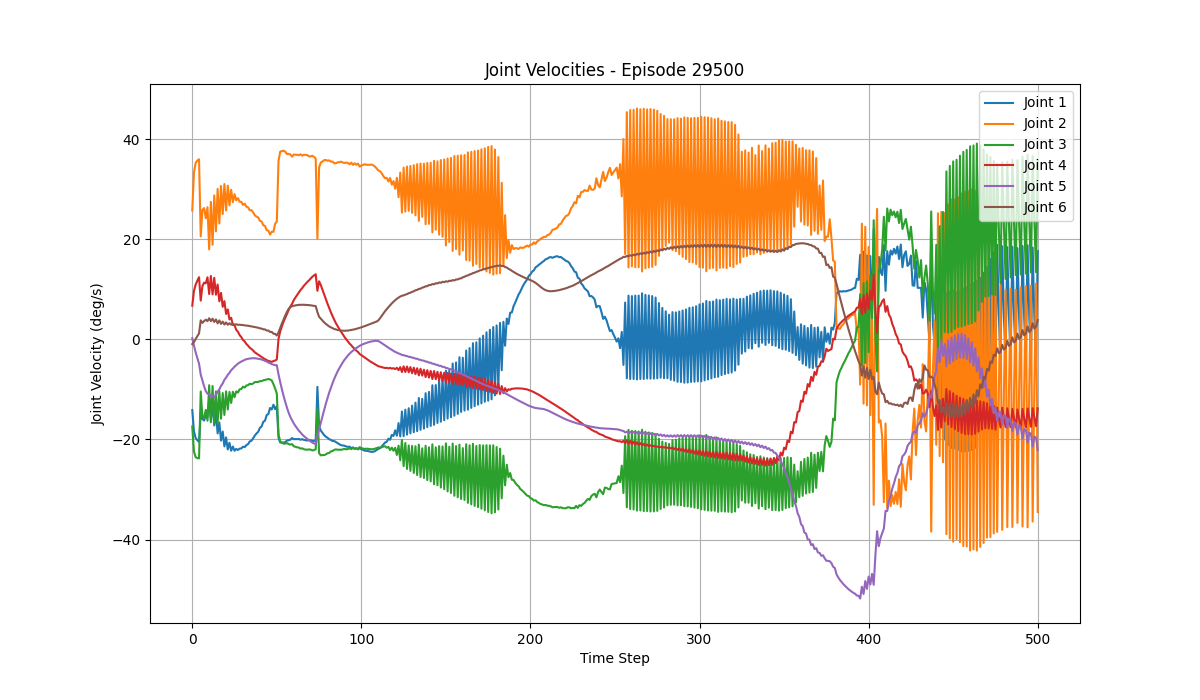 Joint Velocities - Episode 29500
Joint Velocity (deg/s)
40
20
0
−20
−40
0 100 200 300 400 500
Time Step
Joint 1
Joint 2
Joint 3
Joint 4
Joint 5
Joint 6